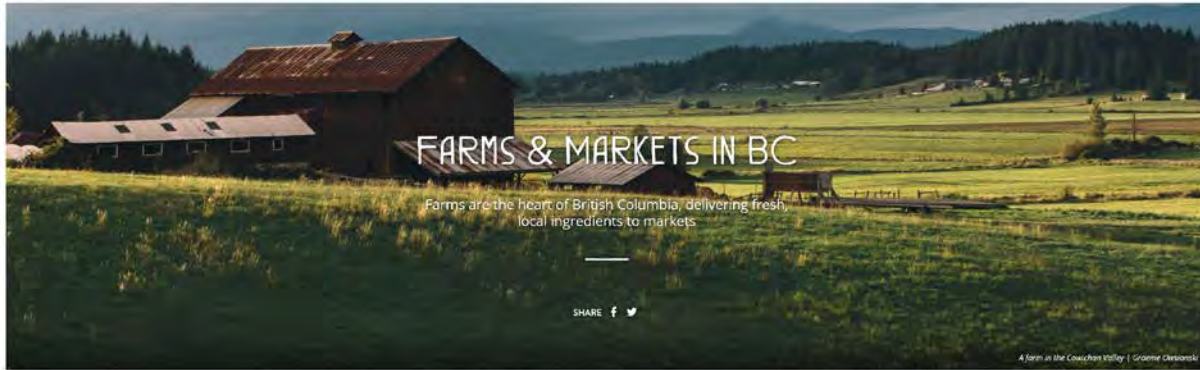 FARMS & MARKETS IN BC
Farms are the heart of British Columbia, delivering fresh,
local ingredients to markets
SHARE
A farm in the Cowichan Valley | Graeme